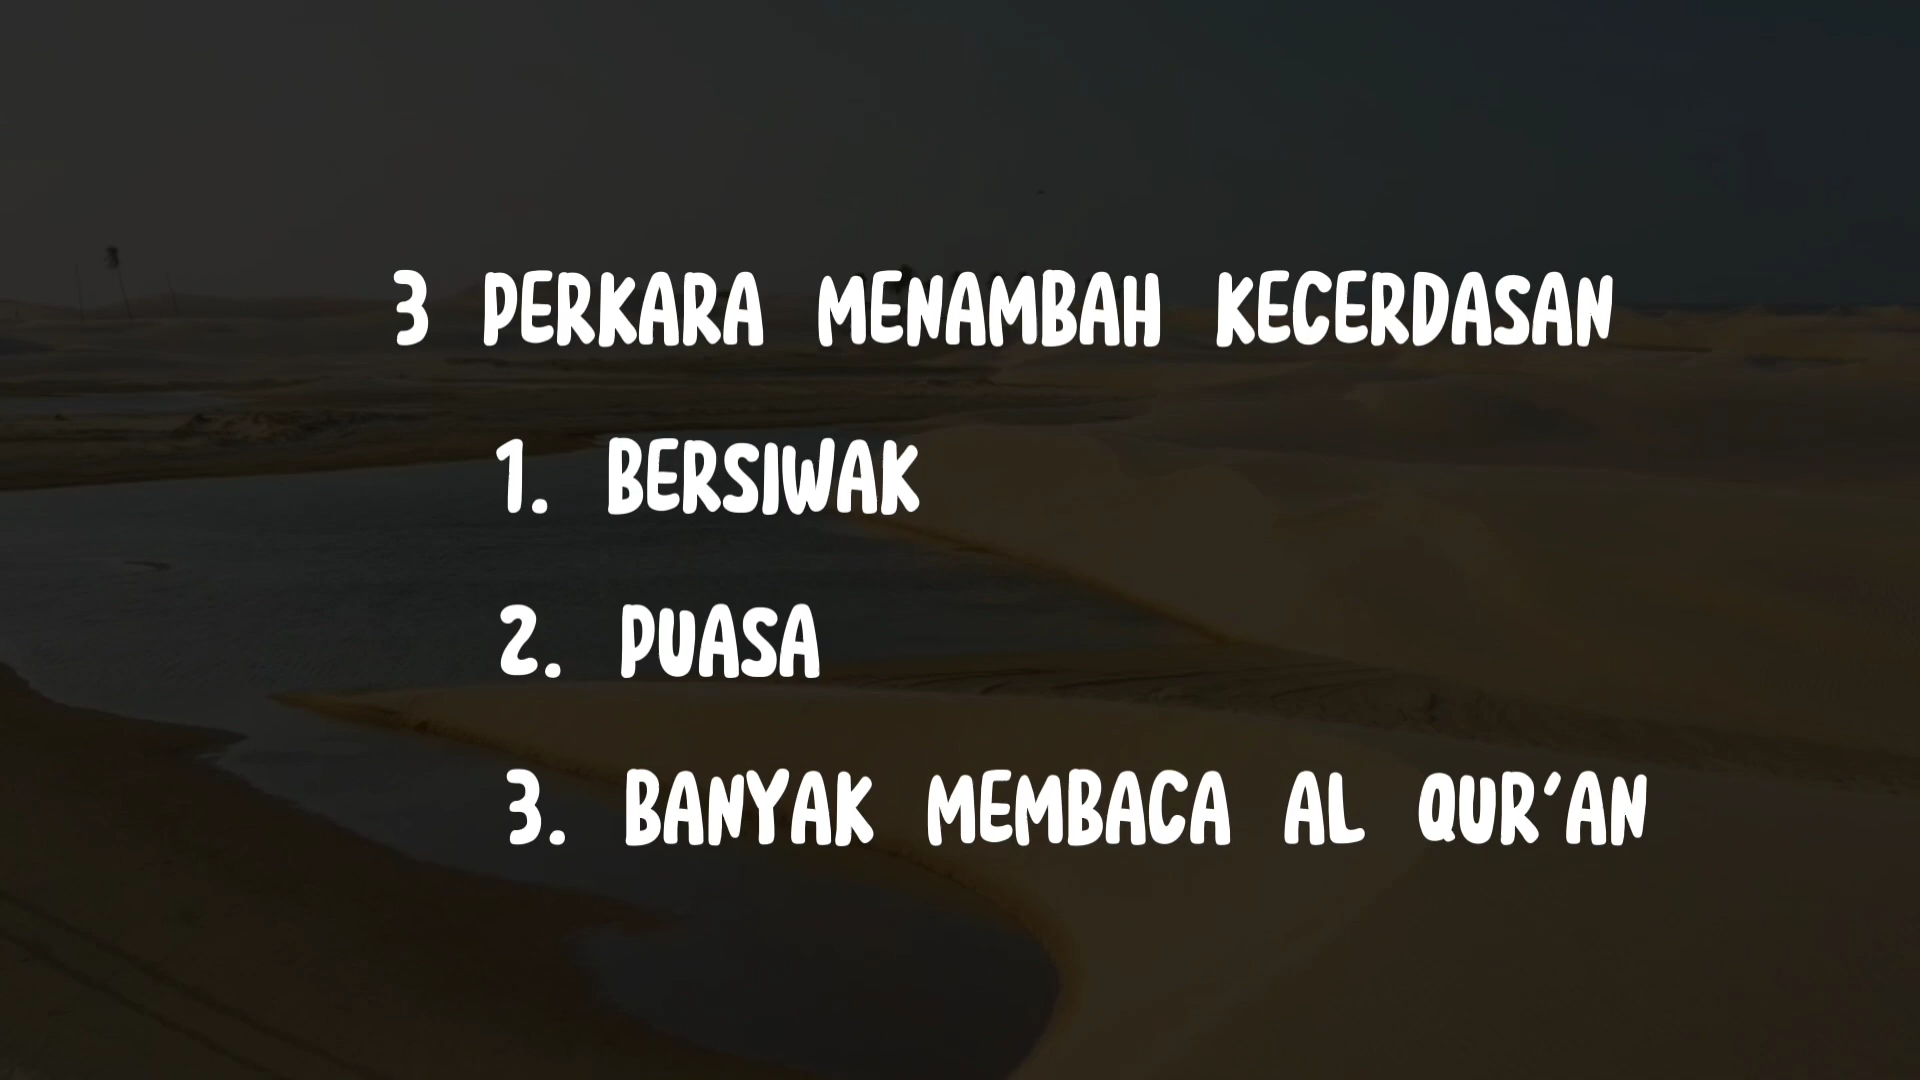 3 PERKARA MENAMBAH KECERDASAN
1. BERSIWAK
2. PUASA
3. BANYAK MEMBACA AL QUR'AN